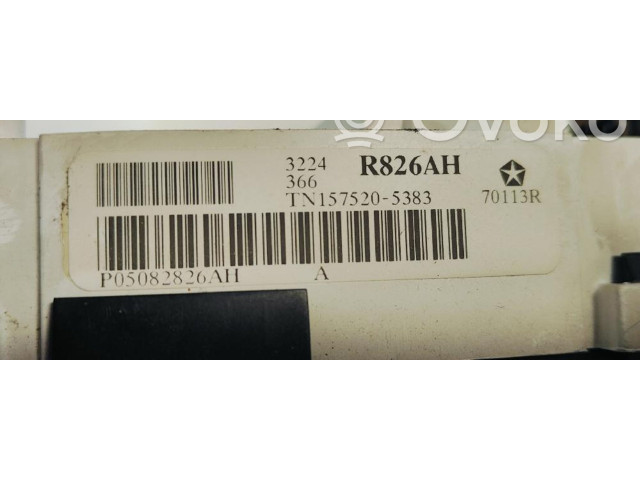 Ovoko
3224 R826AH
366
TN157520-5383 70113R
P05082826AH A